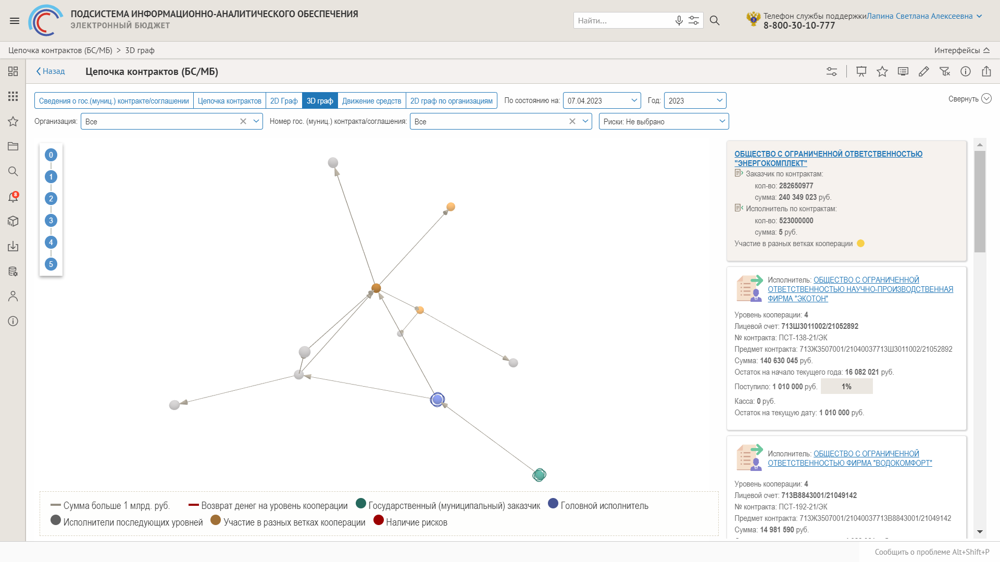 ПОДСИСТЕМА ИНФОРМАЦИОННО-АНАЛИТИЧЕСКОГО ОБЕСПЕЧЕНИЯ
ЭЛЕКТРОННЫЙ БЮДЖЕТ
Найти...
Телефон службы поддержки
8-800-30-10-777
Лапина Светлана Алексеевна
Цепочка контрактов (БС/МБ) > 3D граф
Интерфейсы
Назад
Цепочка контрактов (БС/МБ)
Сведения о гос.(муниц.) контракте/соглашении
Цепочка контрактов
2D Граф
3D граф
Движение средств
2D граф по организациям
По состоянию на: 07.04.2023
Год: 2023
Свернуть
Организация: Все
Номер гос. (муниц.) контракта/соглашения: Все
Риски: Не выбрано
8
0
1
2
3
4
5
ОБЩЕСТВО С ОГРАНИЧЕННОЙ ОТВЕТСТВЕННОСТЬЮ
"ЭНЕРГОКОМПЛЕКТ"
Заказчик по контрактам:
кол-во: 282650977
сумма: 240 349 023 руб.
Исполнитель по контрактам:
кол-во: 523000000
сумма: 5 руб.
Участие в разных ветках кооперации
Исполнитель: ОБЩЕСТВО С ОГРАНИЧЕННОЙ
ОТВЕТСТВЕННОСТЬЮ НАУЧНО-ПРОИЗВОДСТВЕННАЯ
ФИРМА "ЭКОТОН"
Уровень кооперации: 4
Лицевой счет: 713Ш3011002/21052892
№ контракта: ПСТ-138-21/ЭК
Предмет контракта: 713Ж3507001/21040037713Ш3011002/21052892
Сумма: 140 630 045 руб.
Остаток на начало текущего года: 16 082 021 руб.
Поступило: 1 010 000 руб. 1%
Касса: 0 руб.
Остаток на текущую дату: 1 010 000 руб.
Исполнитель: ОБЩЕСТВО С ОГРАНИЧЕННОЙ
ОТВЕТСТВЕННОСТЬЮ ФИРМА "ВОДОКОМФОРТ"
Уровень кооперации: 4
Лицевой счет: 713В8843001/21049142
№ контракта: ПСТ-192-21/ЭК
Предмет контракта: 713Ж3507001/21040037713В8843001/21049142
Сумма: 14 981 590 руб.
Сумма больше 1 млрд. руб.
Возврат денег на уровень кооперации
Государственный (муниципальный) заказчик
Головной исполнитель
Исполнители последующих уровней
Участие в разных ветках кооперации
Наличие рисков
Сообщить о проблеме Alt+Shift+P